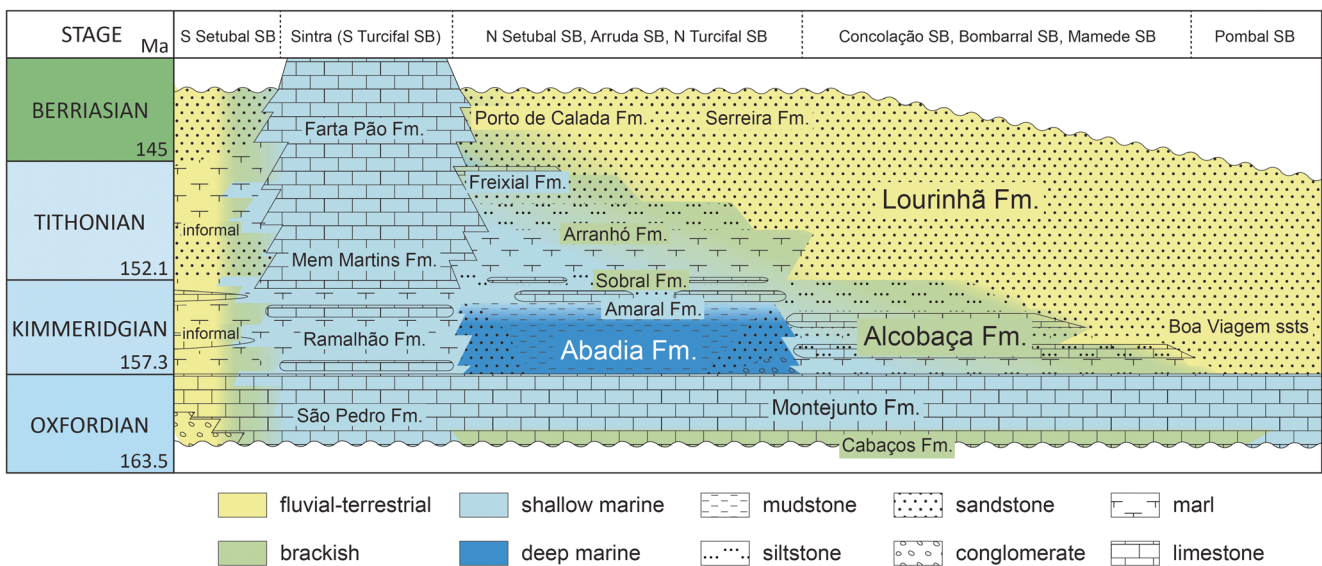 STAGE
Ma
S Setubal SB
Sintra (S Turcifal SB)
N Setubal SB, Arruda SB, N Turcifal SB
Concolação SB, Bombarral SB, Mamede SB
Pombal SB
BERRIASIAN
145
TITHONIAN
152.1
KIMMERIDGIAN
157.3
OXFORDIAN
163.5
informal
informal
Farta Pão Fm.
Mem Martins Fm.
Ramalhão Fm.
São Pedro Fm.
Porto de Calada Fm.
Serreira Fm.
Freixial Fm.
Arranhó Fm.
Sobral Fm.
Amaral Fm.
Abadia Fm.
Lourinhã Fm.
Alcobaça Fm.
Boa Viagem ssts
Montejunto Fm.
Cabaços Fm.
fluvial-terrestrial
shallow marine
mudstone
sandstone
marl
brackish
deep marine
siltstone
conglomerate
limestone